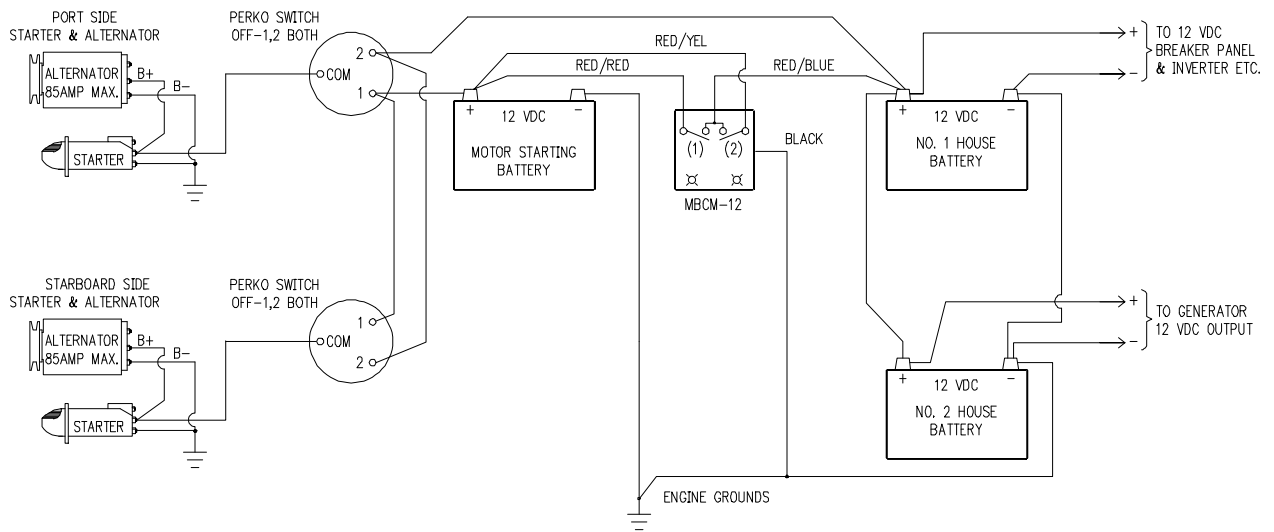 PORT SIDE
STARTER & ALTERNATOR
ALTERNATOR
85AMP MAX.
B+
B-
STARTER
PERKO SWITCH
OFF-1,2 BOTH
2
COM
1
RED/YEL
RED/RED
RED/BLUE
+ -
12 VDC
MOTOR STARTING
BATTERY
(1) (2)
MBCM-12
BLACK
+ -
12 VDC
NO. 1 HOUSE
BATTERY
+
-
TO 12 VDC
BREAKER PANEL
& INVERTER ETC.
STARBOARD SIDE
STARTER & ALTERNATOR
ALTERNATOR
85AMP MAX.
B+
B-
STARTER
PERKO SWITCH
OFF-1,2 BOTH
1
COM
2
+
-
TO GENERATOR
12 VDC OUTPUT
+ -
12 VDC
NO. 2 HOUSE
BATTERY
ENGINE GROUNDS